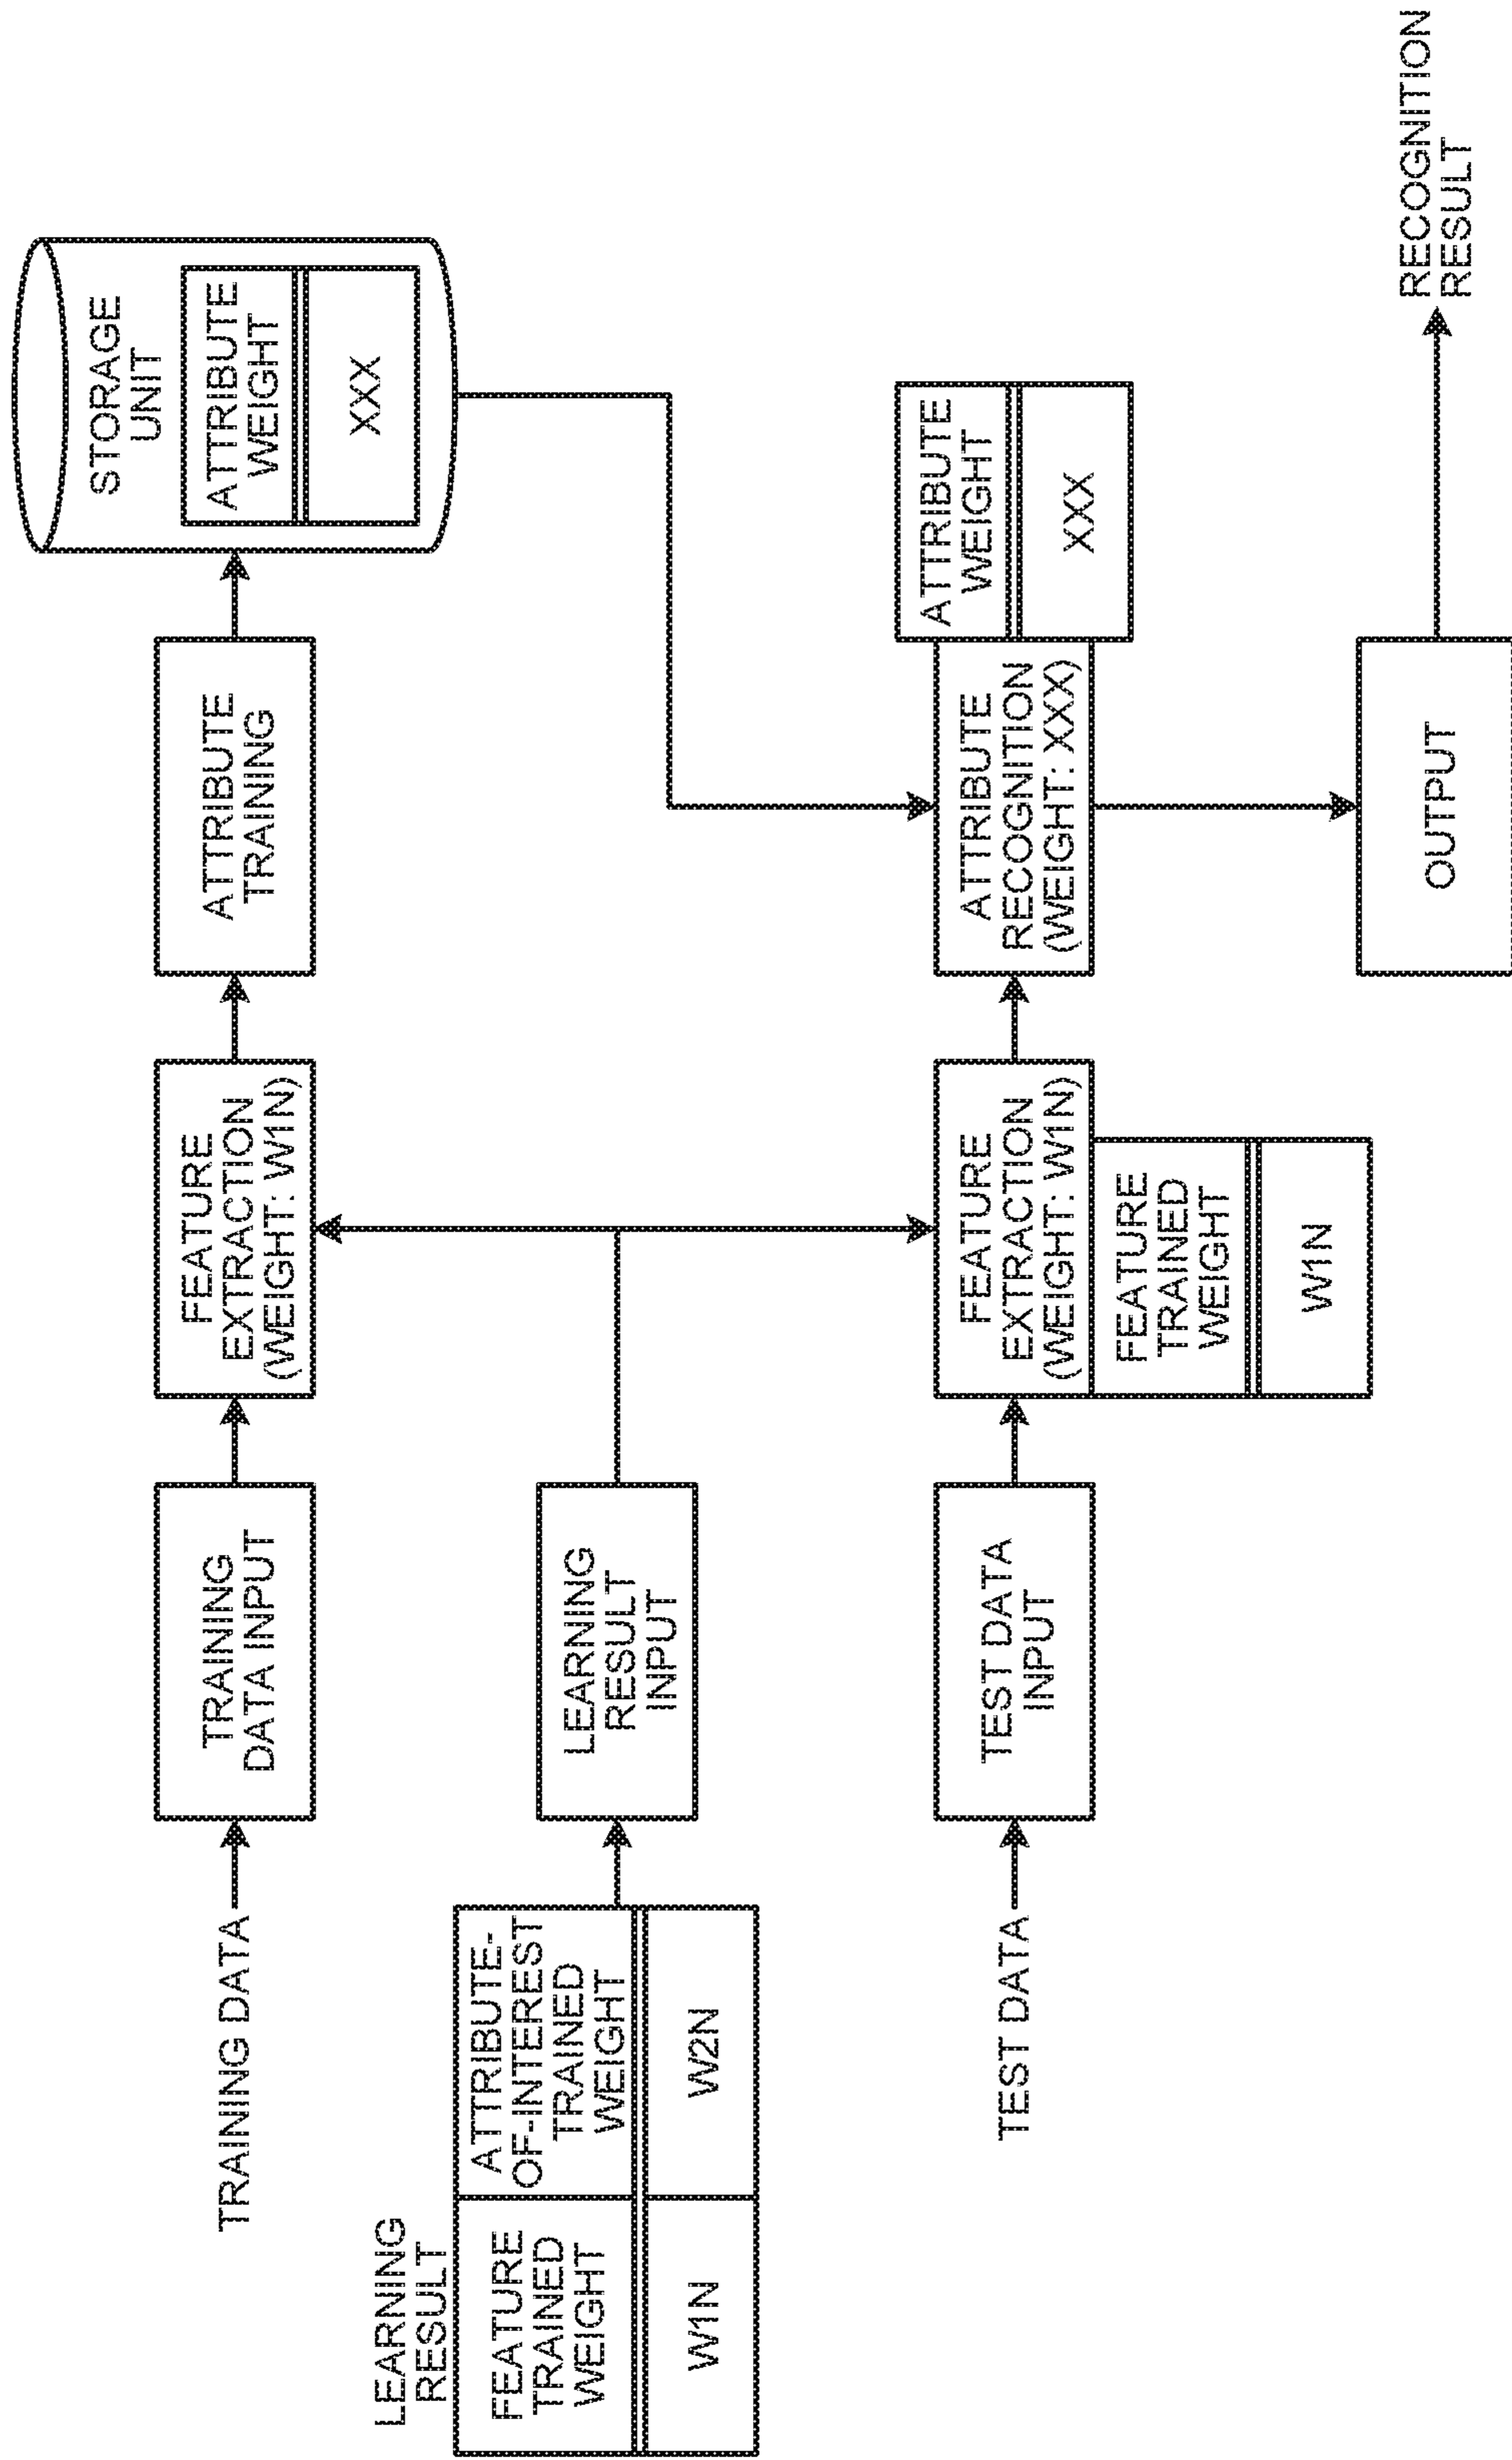 TRAINING DATA
TRAINING
DATA INPUT
FEATURE
EXTRACTION
(WEIGHT: W1N)
ATTRIBUTE
TRAINING
STORAGE
UNIT
ATTRIBUTE
WEIGHT
XXX
LEARNING
RESULT
FEATURE
TRAINED
WEIGHT
W1N
ATTRIBUTE-
OF-INTEREST
TRAINED
WEIGHT
W2N
LEARNING
RESULT
INPUT
TEST DATA
TEST DATA
INPUT
FEATURE
EXTRACTION
(WEIGHT: W1N)
FEATURE
TRAINED
WEIGHT
W1N
ATTRIBUTE
RECOGNITION
(WEIGHT: XXX)
ATTRIBUTE
WEIGHT
XXX
OUTPUT
RECOGNITION
RESULT